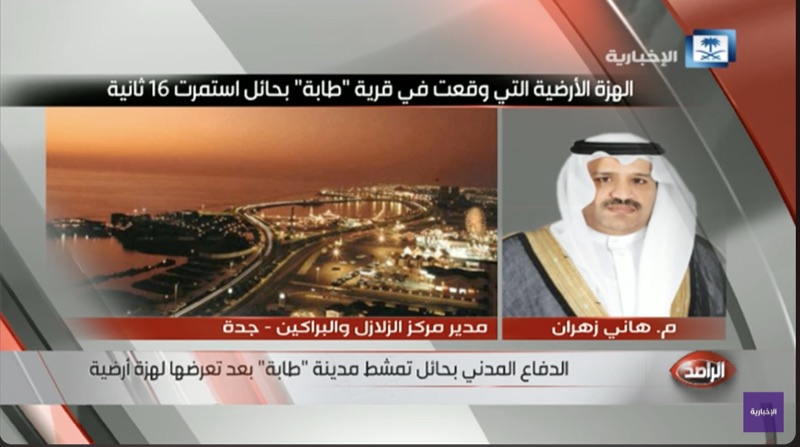 الإخبارية
الهزة الأرضية التي وقعت في قرية "طابة" بحائل استمرت 16 ثانية
م. هاني زهران
مدير مركز الزلازل والبراكين - جدة
الراصد
الدفاع المدني بحائل تمشط مدينة "طابة" بعد تعرضها لهزة أرضية
الإخبارية